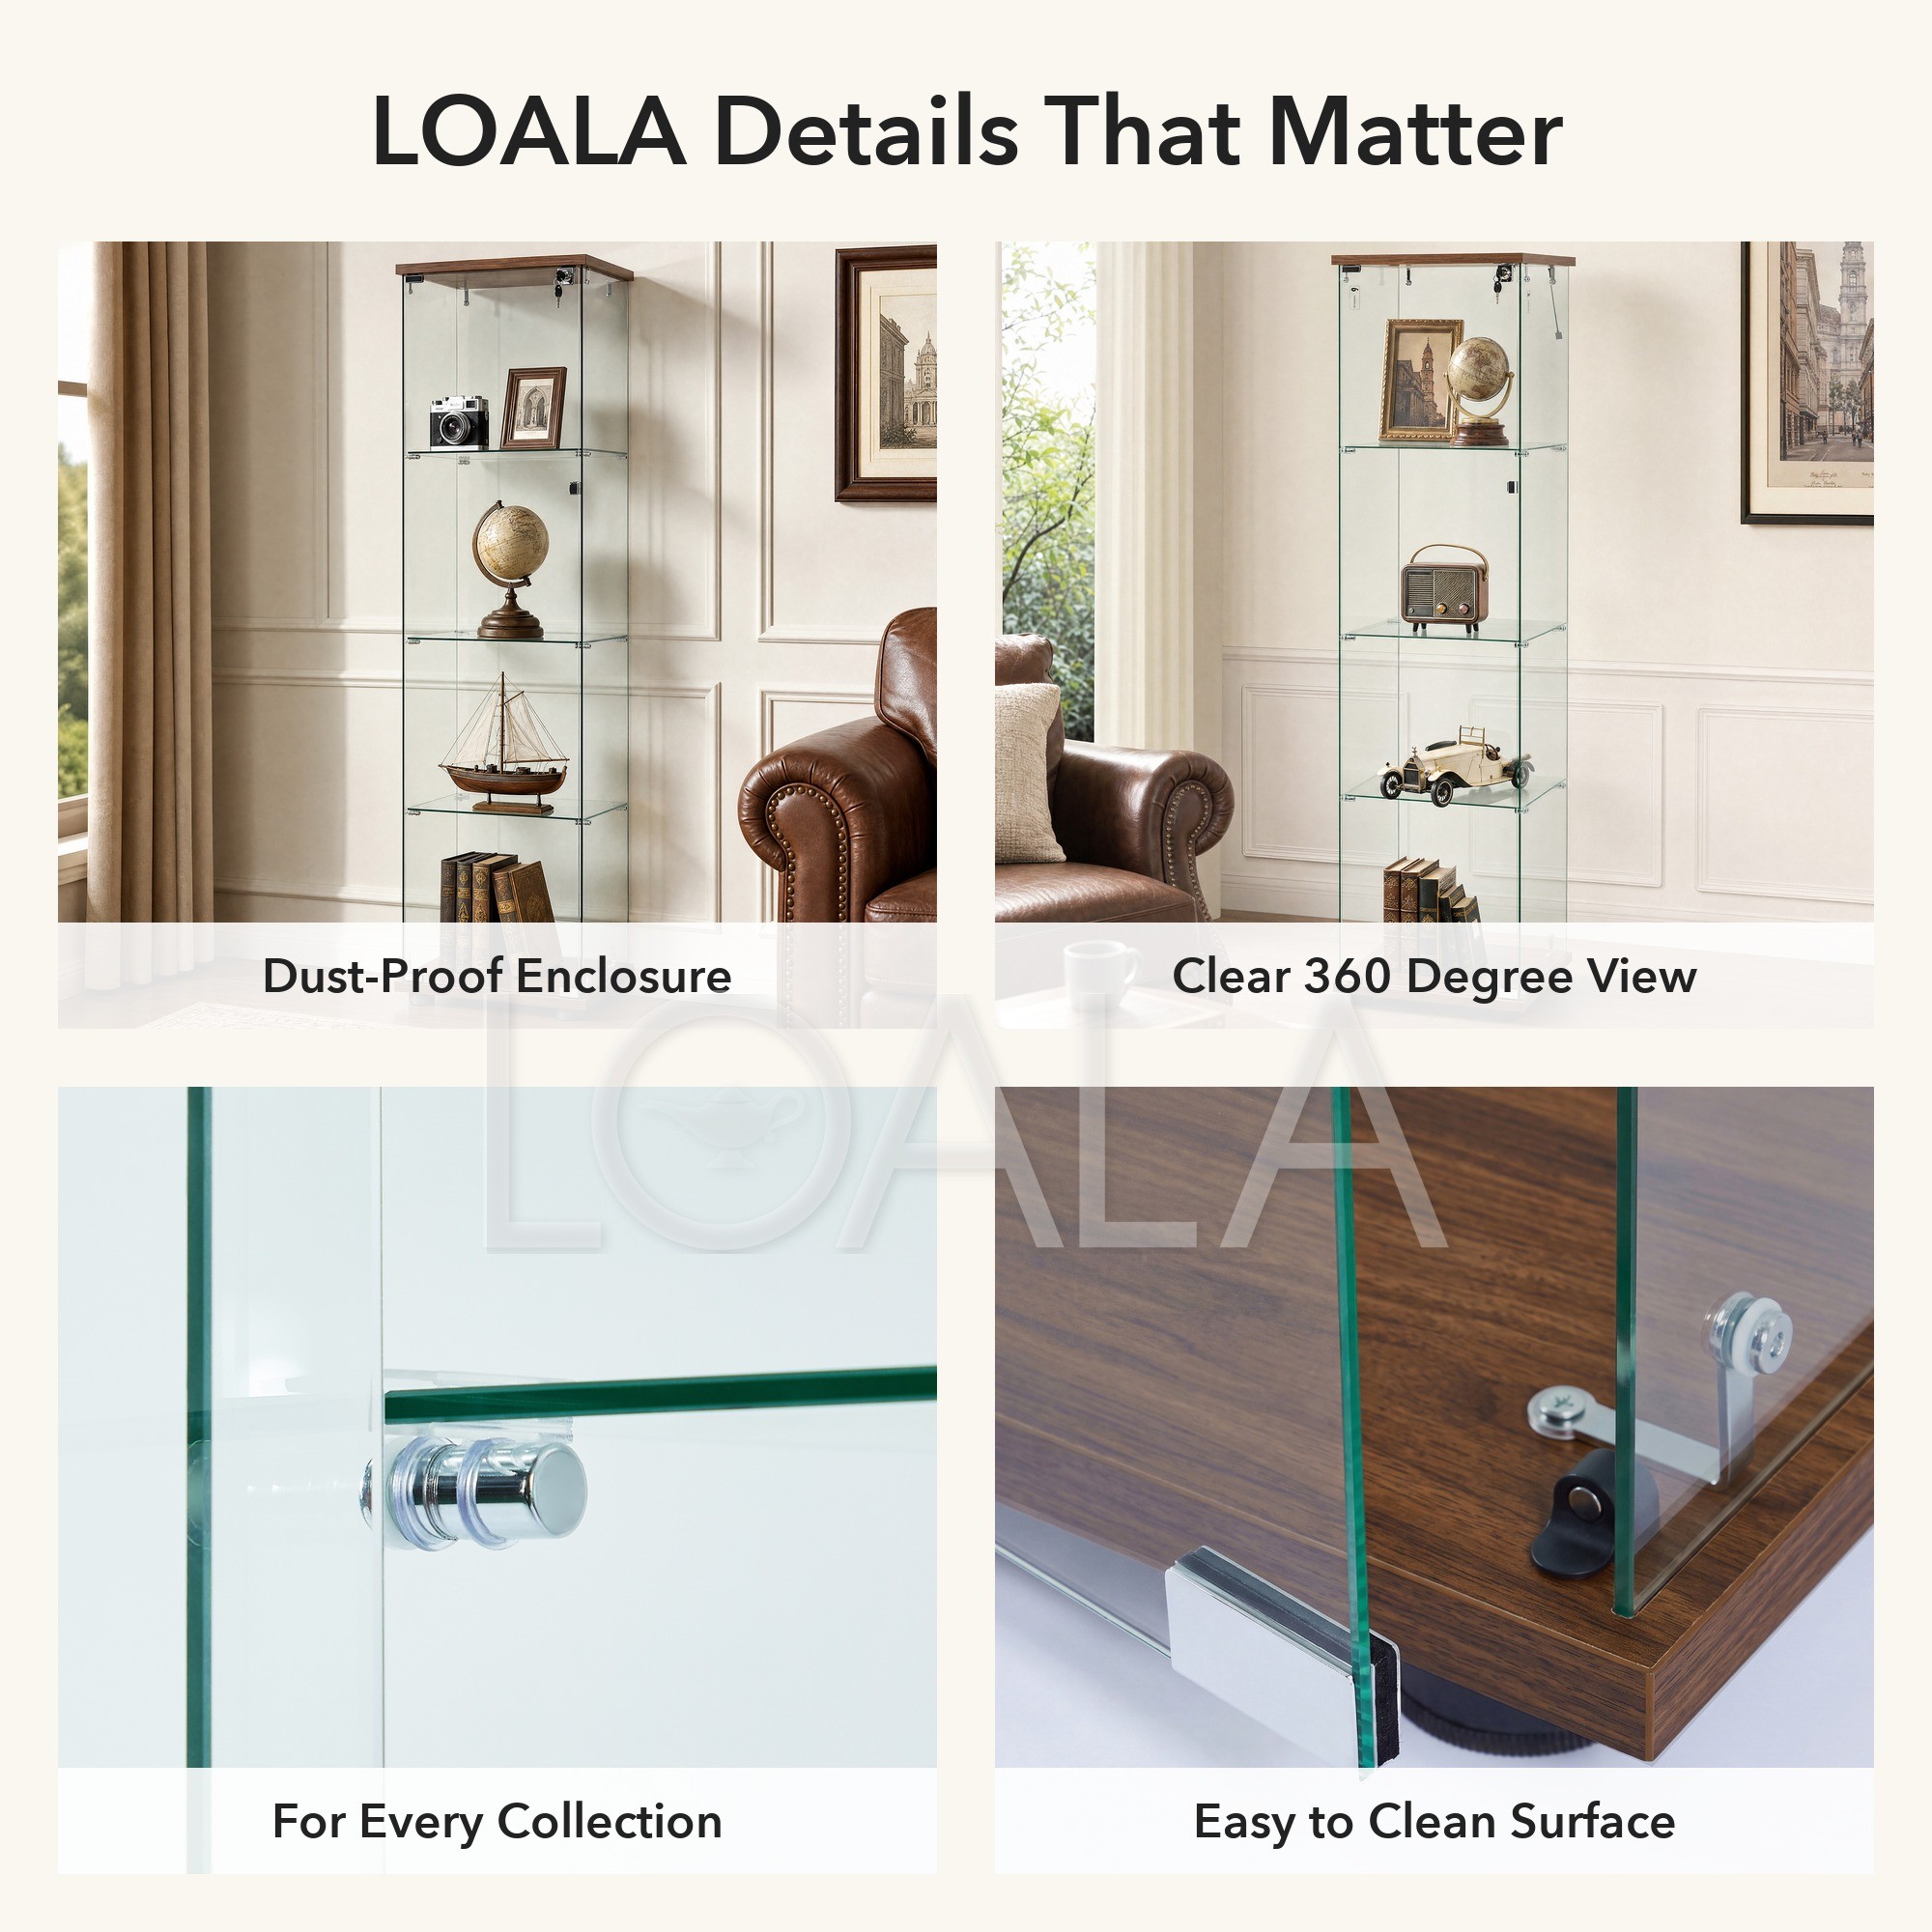 LOALA Details That Matter
Dust-Proof Enclosure
Clear 360 Degree View
LOALA
For Every Collection
Easy to Clean Surface